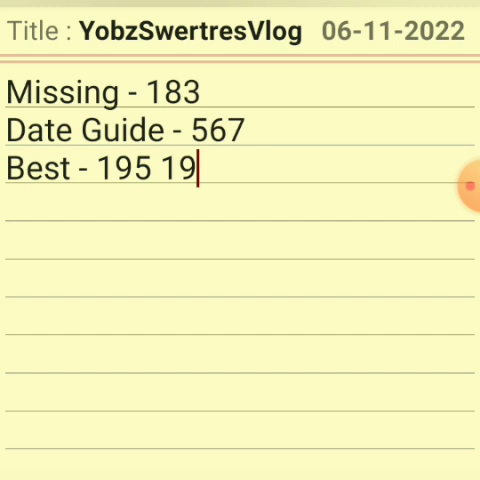 Title : YobzSwertresVlog 06-11-2022
Missing - 183
Date Guide - 567
Best - 195 19